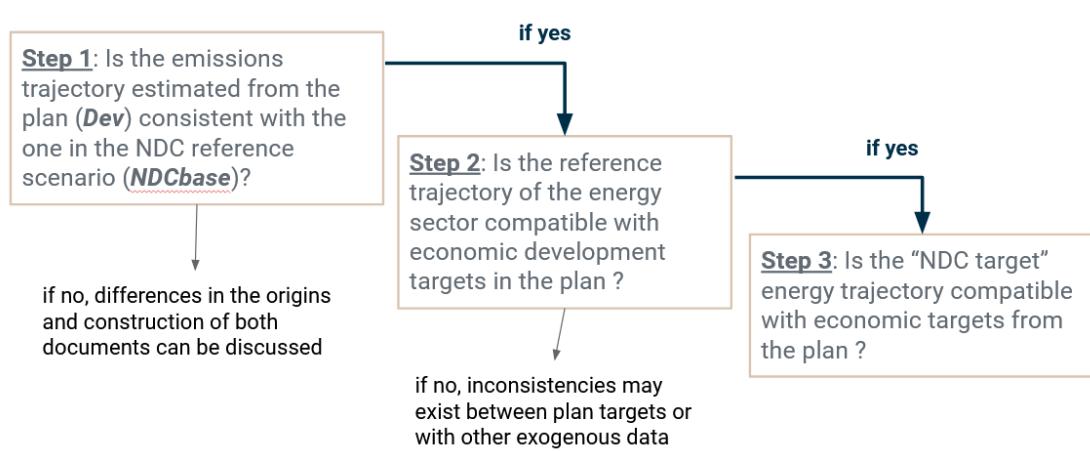 if yes
Step 1: Is the emissions
trajectory estimated from the
plan (Dev) consistent with the
one in the NDC reference
scenario (NDCbase)?
if yes
Step 2: Is the reference
trajectory of the energy
sector compatible with
economic development
targets in the plan ?
Step 3: Is the “NDC target”
energy trajectory compatible
with economic targets from
the plan ?
if no, differences in the origins
and construction of both
documents can be discussed
if no, inconsistencies may
exist between plan targets or
with other exogenous data